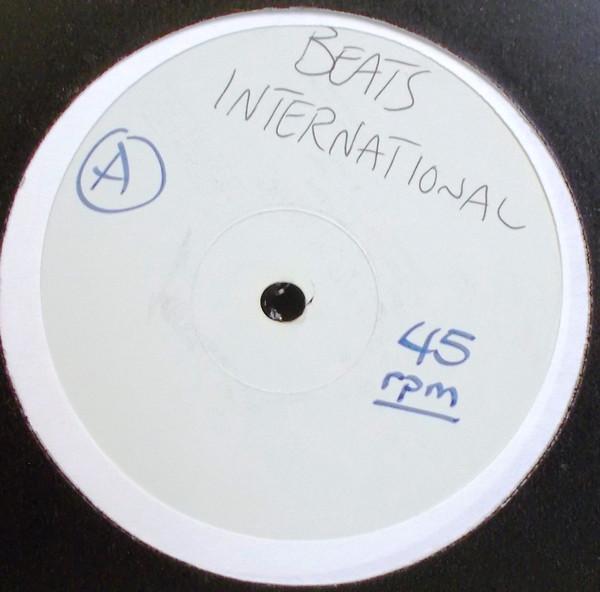 BEATS
INTERNATIONAL
A
45
rpm